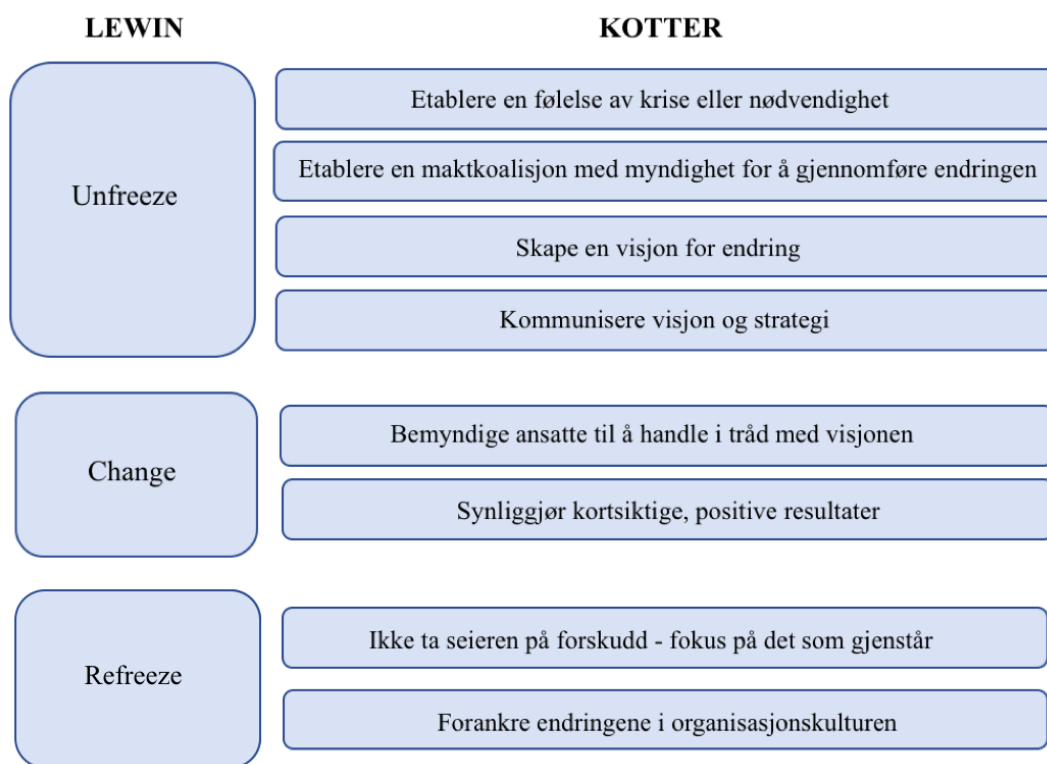 LEWIN
KOTTER
Unfreeze
Etablere en følelse av krise eller nødvendighet
Etablere en maktkoalisjon med myndighet for å gjennomføre endringen
Skape en visjon for endring
Kommunisere visjon og strategi
Change
Bemyndige ansatte til å handle i tråd med visjonen
Synliggjør kortsiktige, positive resultater
Refreeze
Ikke ta seieren på forskudd - fokus på det som gjenstår
Forankre endringene i organisasjonskulturen